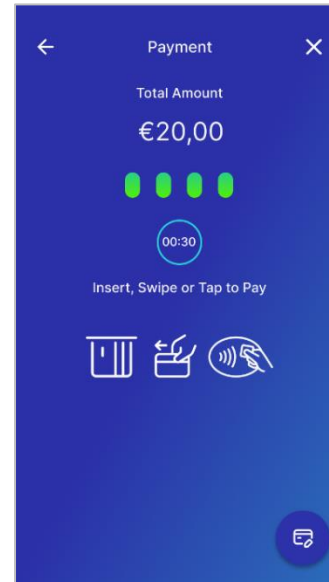 Payment
Total Amount
€20,00
00:30
Insert, Swipe or Tap to Pay